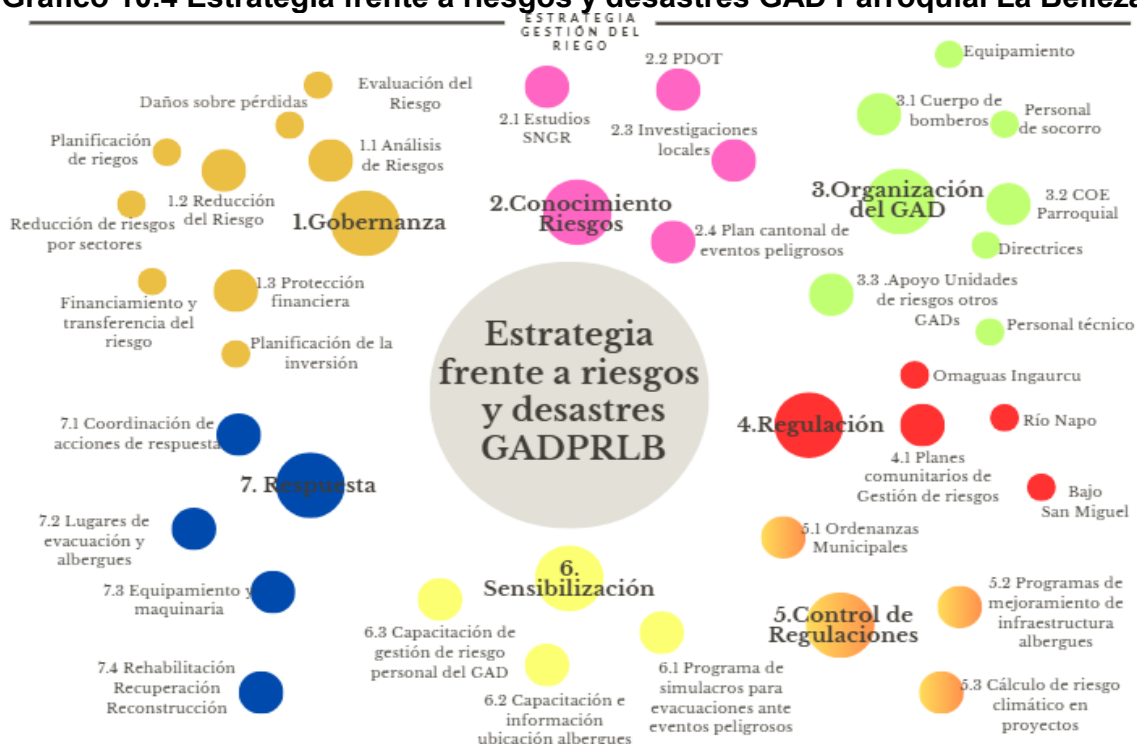 Gráfico 10.4 Estrategia frente a riesgos y desastres GAD Parroquial La Belleza
ESTRATEGIA
GESTIÓN DEL
RIEGO
Evaluación del
Riesgo
Daños sobre pérdidas
Planificación
de riegos
1.1 Análisis
de Riesgos
1.2 Reducción
del Riesgo
1.Gobernanza
Reducción de riesgos
por sectores
1.3 Protección
financiera
Financiamiento y
transferencia del
riesgo
Planificación de la
inversión
2.1 Estudios
SNGR
2.2 PDOT
2.3 Investigaciones
locales
2.Conocimiento
Riesgos
2.4 Plan cantonal de
eventos peligrosos
Equipamiento
3.1 Cuerpo de
bomberos
Personal
de socorro
3.Organización
del GAD
3.2 COE
Parroquial
Directrices
3.3 .Apoyo Unidades
de riesgos otros
GADs
Personal técnico
Estrategia
frente a riesgos
y desastres
GADPRLB
Omaguas Ingaurcu
4.Regulación
Río Napo
4.1 Planes
comunitarios de
Gestión de riesgos
Bajo
San Miguel
5.1 Ordenanzas
Municipales
5.2 Programas de
mejoramiento de
infraestructura
albergues
5.Control de
Regulaciones
5.3 Cálculo de riesgo
climático en
proyectos
6.
Sensibilización
6.3 Capacitación de
gestión de riesgo
personal del GAD
6.2 Capacitación e
información
ubicación albergues
6.1 Programa de
simulacros para
evacuaciones ante
eventos peligrosos
7.1 Coordinación de
acciones de respuesta
7. Respuesta
7.2 Lugares de
evacuación y
albergues
7.3 Equipamiento y
maquinaria
7.4 Rehabilitación
Recuperación
Reconstrucción